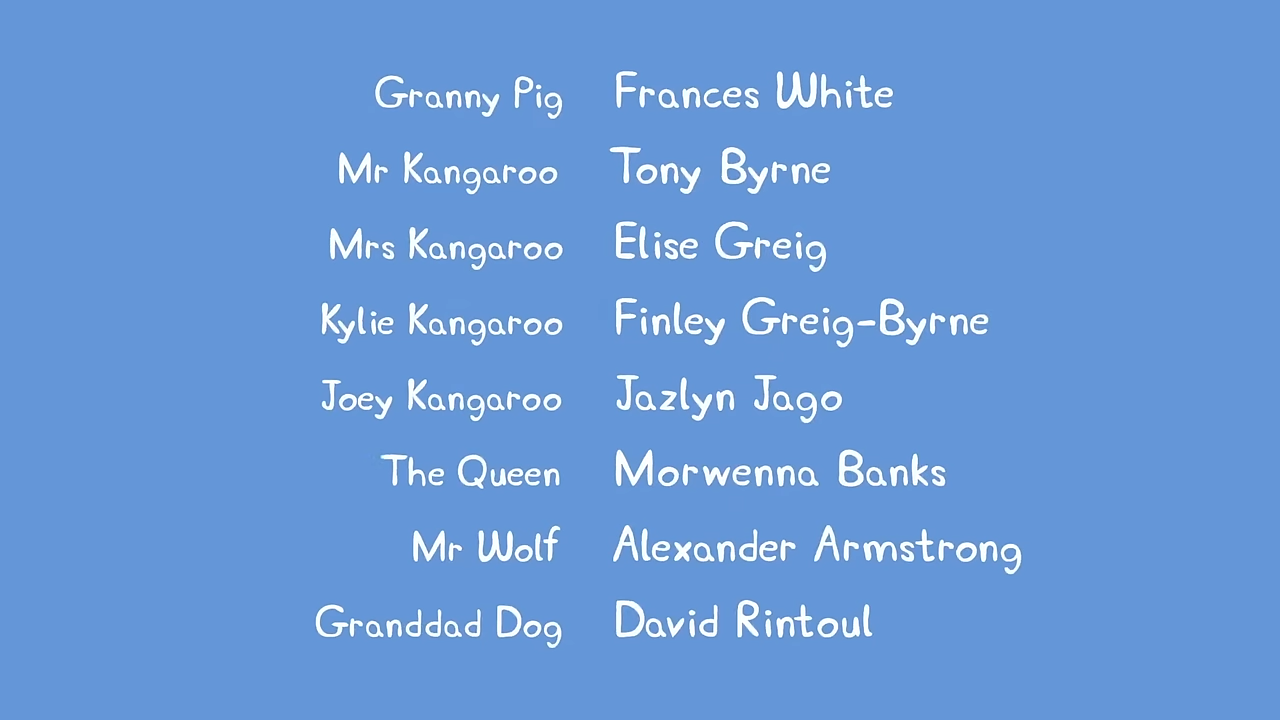 Granny Pig Frances White
Mr Kangaroo Tony Byrne
Mrs Kangaroo Elise Greig
Kylie Kangaroo Finley Greig-Byrne
Joey Kangaroo Jazlyn Jago
The Queen Morwenna Banks
Mr Wolf Alexander Armstrong
Granddad Dog David Rintoul